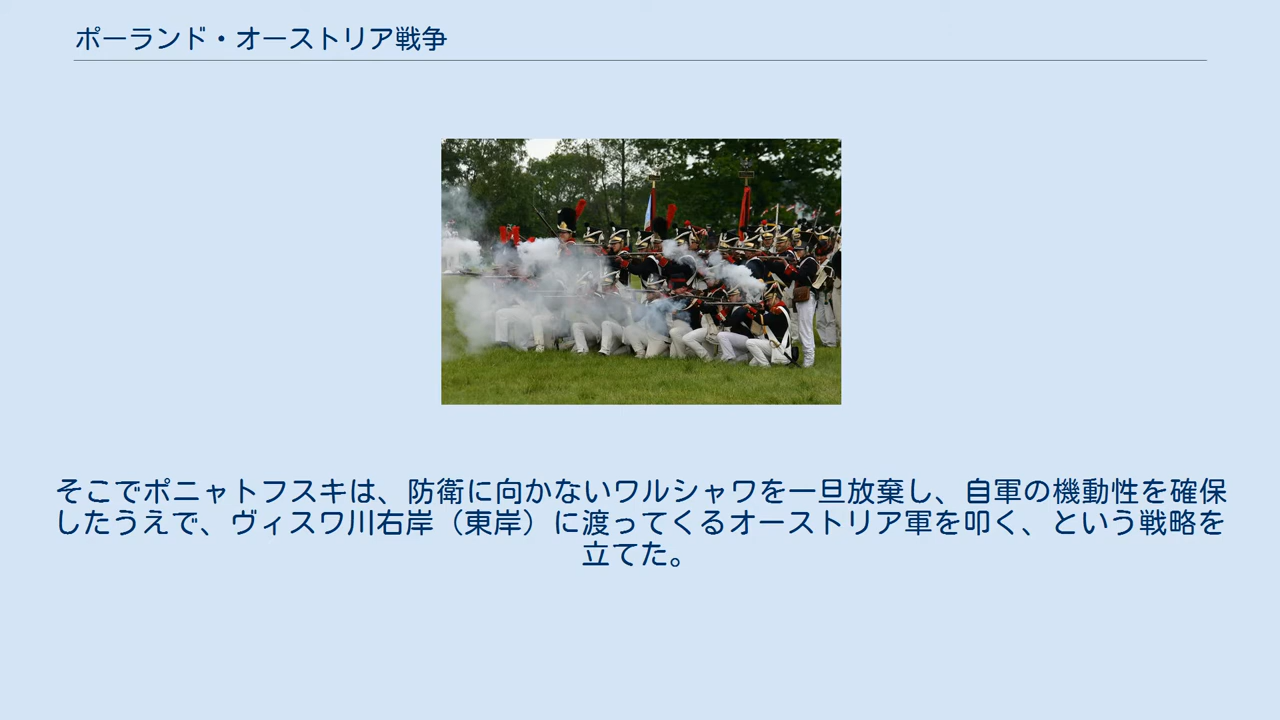 ポーランド・オーストリア戦争
そこでポニャトフスキは、防衛に向かないワルシャワを一旦放棄し、自軍の機動性を確保
したうえで、ヴィスワ川右岸（東岸）に渡ってくるオーストリア軍を叩く、という戦略を
立てた。